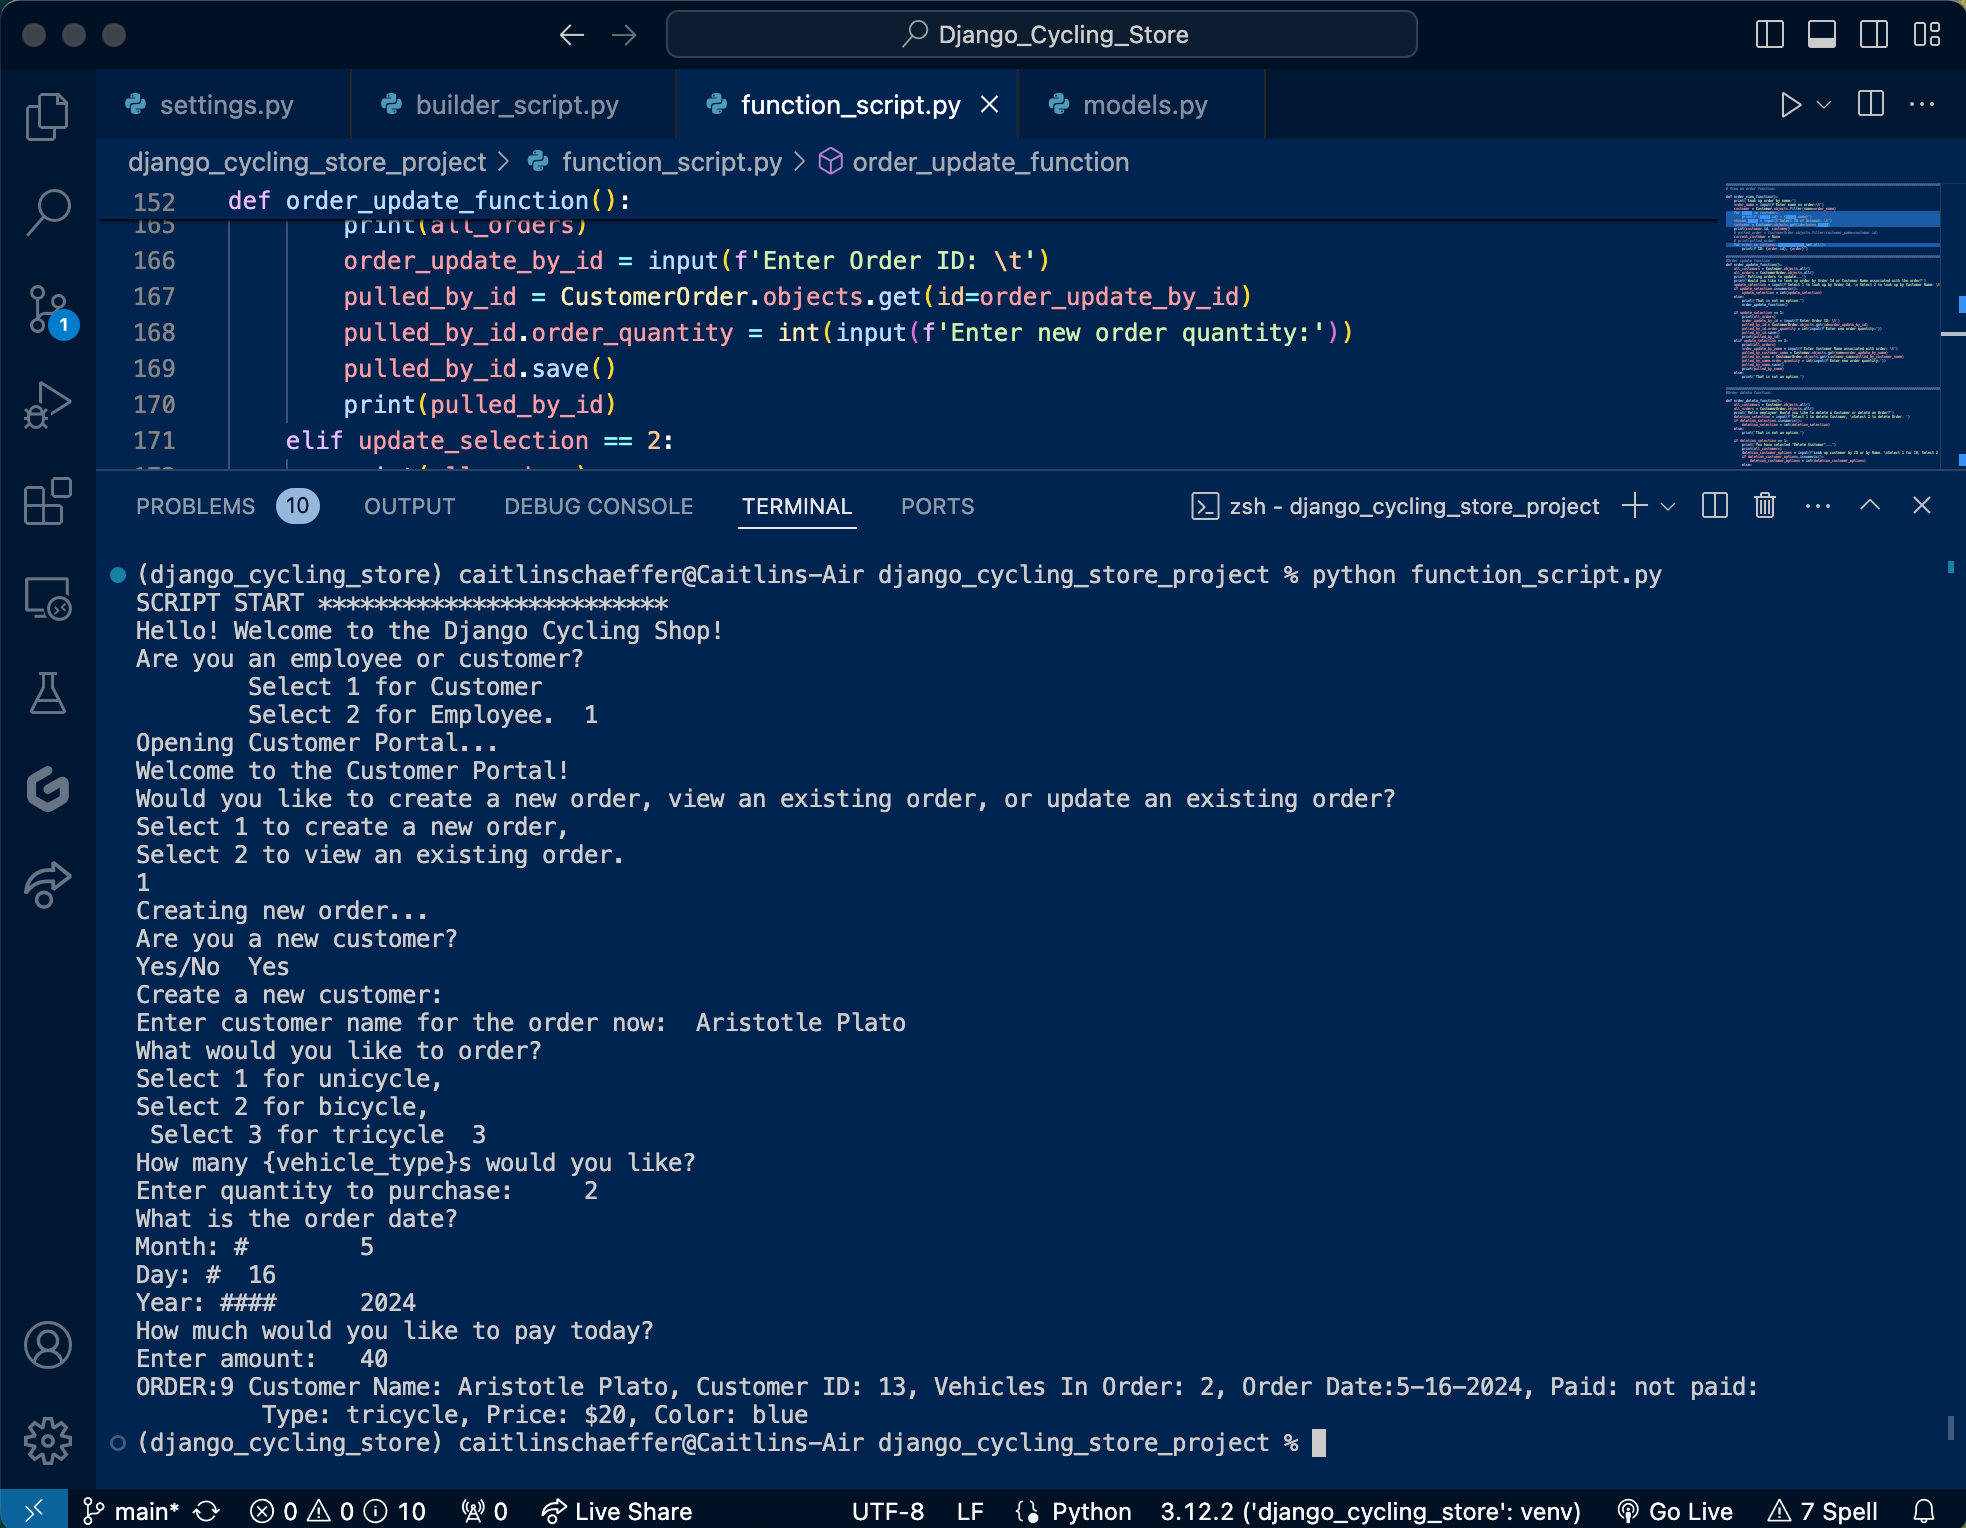 Django_Cycling_Store
settings.py
builder_script.py
function_script.py
models.py
django_cycling_store_project > function_script.py > order_update_function
152 def order_update_function():
165 print(all_orders)
166 order_update_by_id = input(f'Enter Order ID: \t')
167 pulled_by_id = CustomerOrder.objects.get(id=order_update_by_id)
168 pulled_by_id.order_quantity = int(input(f'Enter new order quantity:'))
169 pulled_by_id.save()
170 print(pulled_by_id)
171 elif update_selection == 2:
PROBLEMS 10 OUTPUT DEBUG CONSOLE TERMINAL PORTS zsh - django_cycling_store_project
(django_cycling_store) caitlinschaeffer@Caitlins-Air django_cycling_store_project % python function_script.py
SCRIPT START *************************
Hello! Welcome to the Django Cycling Shop!
Are you an employee or customer?
Select 1 for Customer
Select 2 for Employee. 1
Opening Customer Portal...
Welcome to the Customer Portal!
Would you like to create a new order, view an existing order, or update an existing order?
Select 1 to create a new order,
Select 2 to view an existing order.
1
Creating new order...
Are you a new customer?
Yes/No Yes
Create a new customer:
Enter customer name for the order now: Aristotle Plato
What would you like to order?
Select 1 for unicycle,
Select 2 for bicycle,
Select 3 for tricycle 3
How many {vehicle_type}s would you like?
Enter quantity to purchase: 2
What is the order date?
Month: # 5
Day: # 16
Year: #### 2024
How much would you like to pay today?
Enter amount: 40
ORDER:9 Customer Name: Aristotle Plato, Customer ID: 13, Vehicles In Order: 2, Order Date:5-16-2024, Paid: not paid:
Type: tricycle, Price: $20, Color: blue
(django_cycling_store) caitlinschaeffer@Caitlins-Air django_cycling_store_project %
main* 0 0 10 0 Live Share UTF-8 LF Python 3.12.2 ('django_cycling_store': venv) Go Live 7 Spell